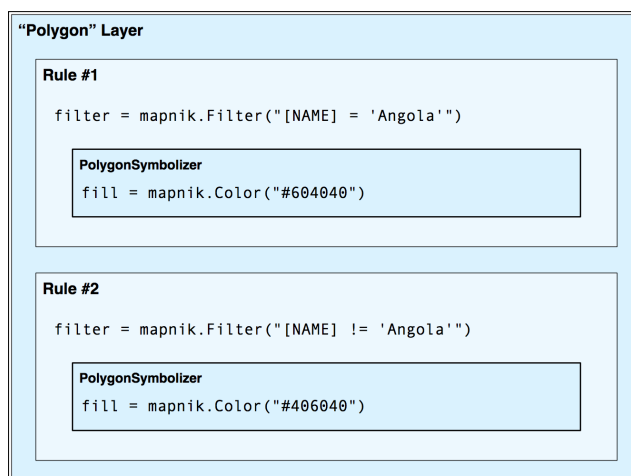 “Polygon” Layer
Rule #1
filter = mapnik.Filter("[NAME] = 'Angola'")
PolygonSymbolizer
fill = mapnik.Color("#604040")
Rule #2
filter = mapnik.Filter("[NAME] != 'Angola'")
PolygonSymbolizer
fill = mapnik.Color("#406040")